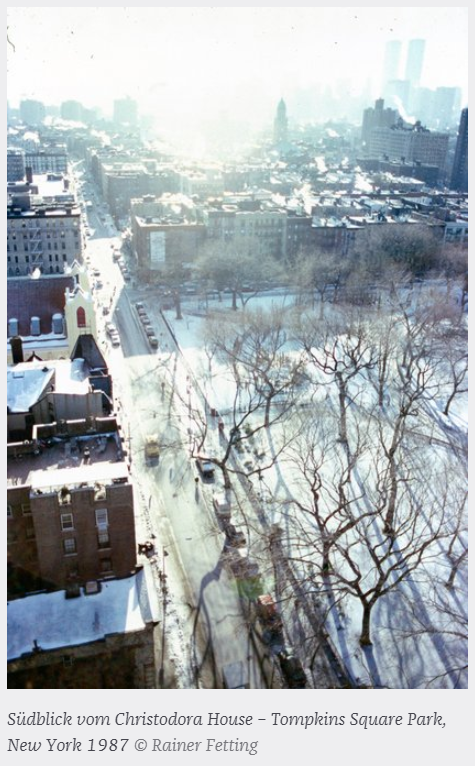 Südblick vom Christodora House – Tompkins Square Park,
New York 1987 © Rainer Fetting